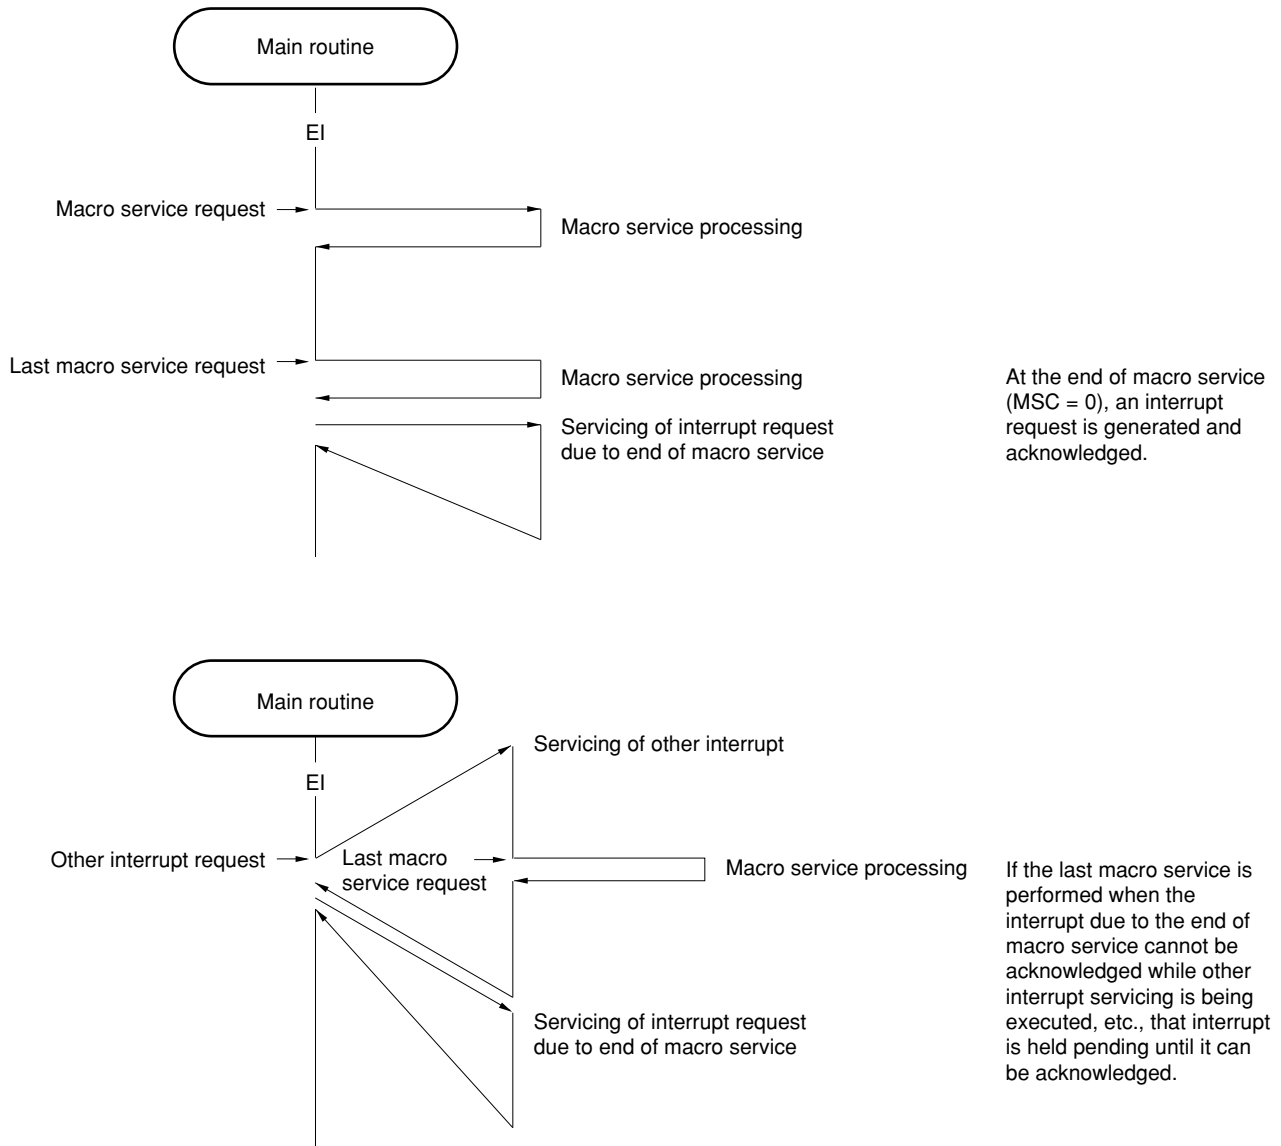 Main routine
EI
Macro service request
Macro service processing
Last macro service request
Macro service processing
Servicing of interrupt request
due to end of macro service
At the end of macro service
(MSC = 0), an interrupt
request is generated and
acknowledged.
Main routine
EI
Servicing of other interrupt
Other interrupt request
Last macro
service request
Macro service processing
Servicing of interrupt request
due to end of macro service
If the last macro service is
performed when the
interrupt due to the end of
macro service cannot be
acknowledged while other
interrupt servicing is being
executed, etc., that interrupt
is held pending until it can
be acknowledged.